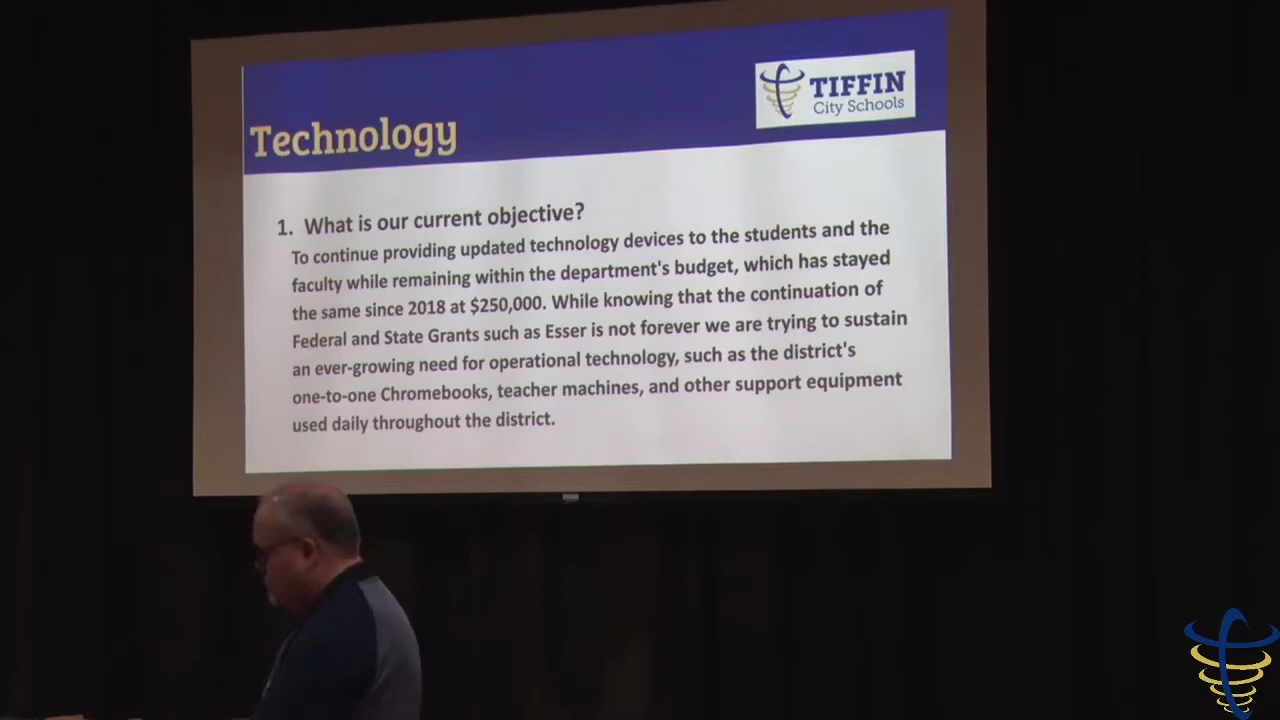 TIFFIN
City Schools
Technology
1. What is our current objective?
To continue providing updated technology devices to the students and the
faculty while remaining within the department's budget, which has stayed
the same since 2018 at $250,000. While knowing that the continuation of
Federal and State Grants such as Esser is not forever we are trying to sustain
an ever-growing need for operational technology, such as the district's
one-to-one Chromebooks, teacher machines, and other support equipment
used daily throughout the district.